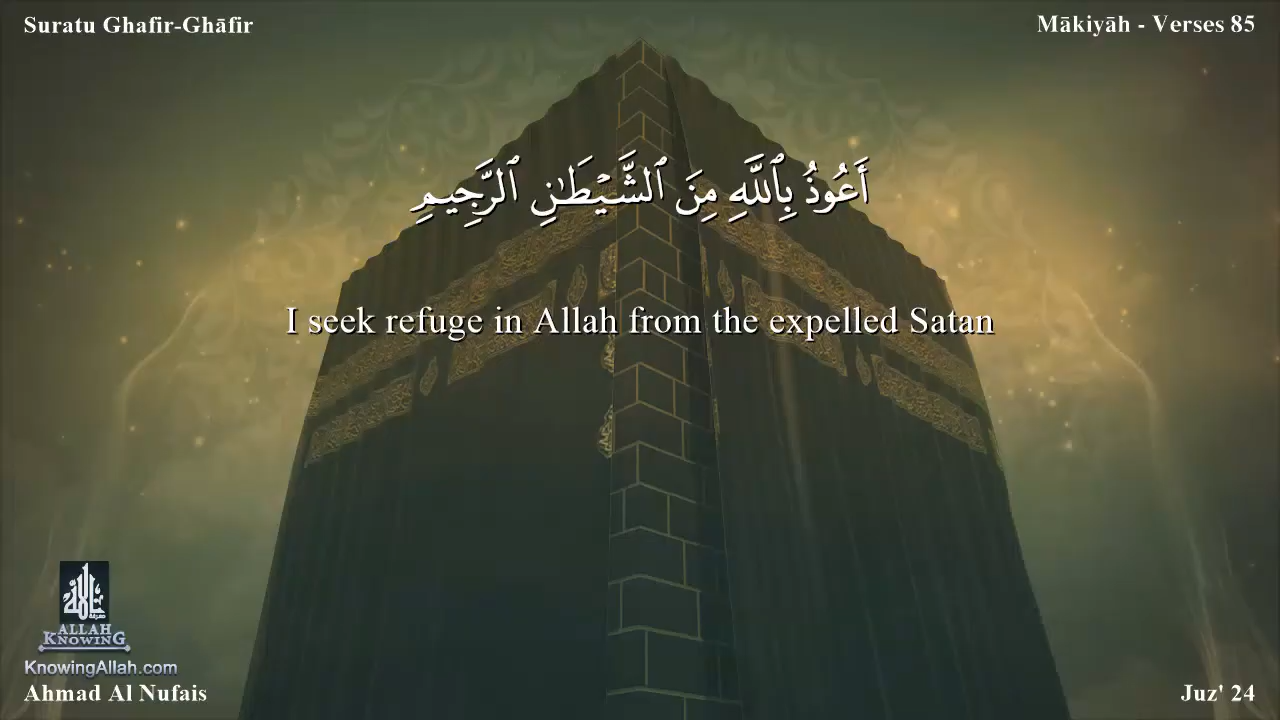 Suratu Ghafir-Ghāfir
Mākiyāh - Verses 85
أَعُوذُ بِٱللَّهِ مِنَ ٱلشَّيْطَٰنِ ٱلرَّجِيمِ
I seek refuge in Allah from the expelled Satan
ALLAH
KNOWING
KnowingAllah.com
Ahmad Al Nufais
Juz' 24